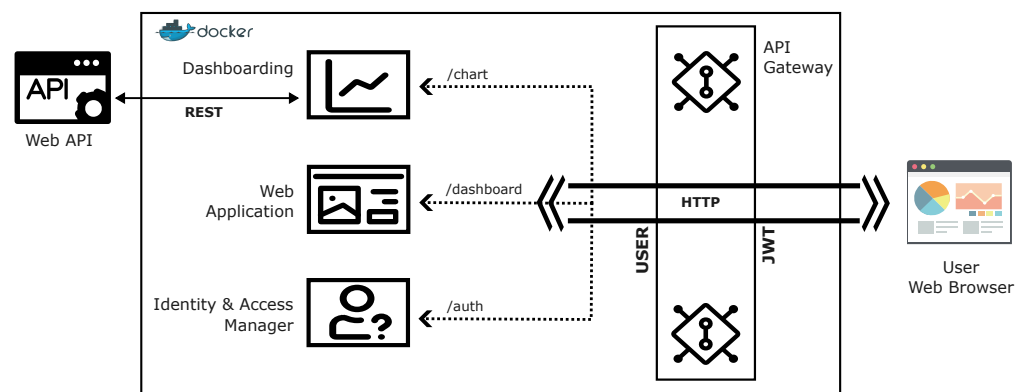 docker
API
Gateway
Dashboarding
/chart
API
REST
Web API
Web
Application
/dashboard
HTTP
USER
JWT
User
Web Browser
Identity & Access
Manager
/auth